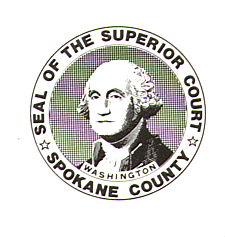 SEAL OF THE SUPERIOR COURT
WASHINGTON
SPOKANE COUNTY